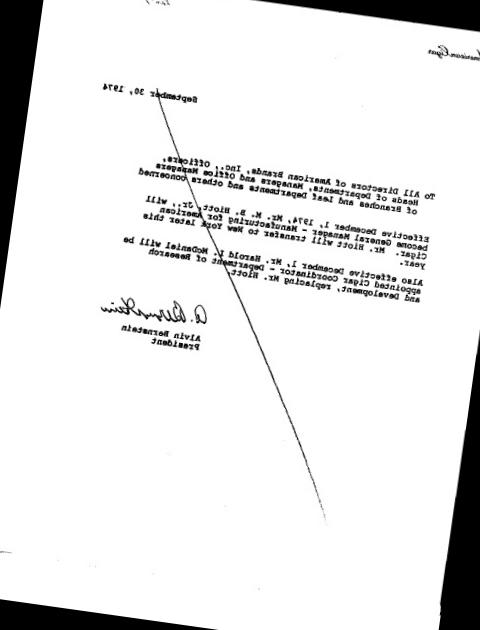 American Cigar
September 30, 1974
To All Directors of American Brands, Inc., Officers,
Heads of Departments, Managers and Office Managers
of Branches and Leaf Departments and others concerned
Effective December 1, 1974, Mr. M. B. Hiott, Jr., will
become General Manager - Manufacturing for American
Cigar. Mr. Hiott will transfer to New York later this
year.
Also effective December 1, Mr. Harold L. McDaniel will be
appointed Cigar Coordinator - Department of Research
and Development, replacing Mr. Hiott.
A. Bernstein
Alvin Bernstein
President